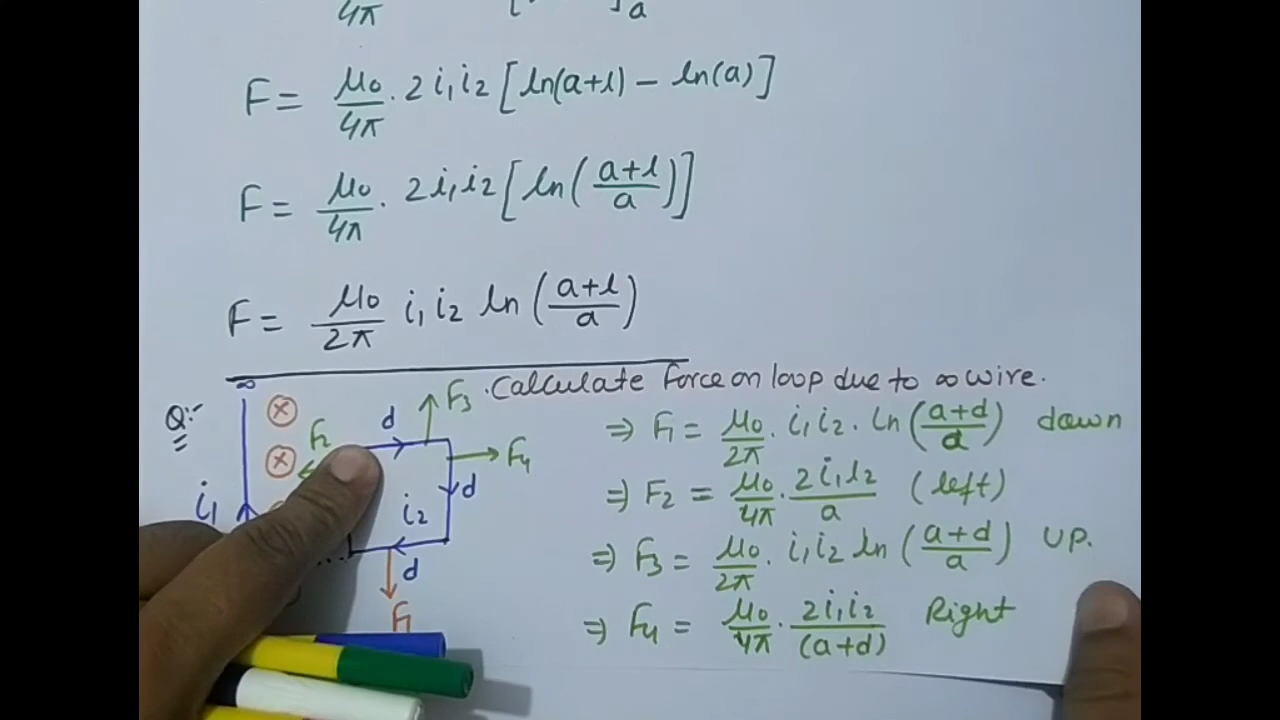 4π [ ]a
F = μ0/4π . 2 i1 i2 [ln(a+l) – ln(a)]
F = μ0/4π . 2 i1 i2 [ln((a+l)/a)]
F = μ0/2π i1 i2 ln((a+l)/a)
Q:- ∞ .Calculate Force on loop due to ∞ wire.
d F3
F2 F4
i1 i2 d
d
F1
⇒ F1 = μ0/2π . i1 i2 . ln((a+d)/d) down
⇒ F2 = μ0/4π . 2 i1 i2/a (left)
⇒ F3 = μ0/2π . i1 i2 ln((a+d)/a) UP.
⇒ F4 = μ0/4π . 2 i1 i2/(a+d) Right